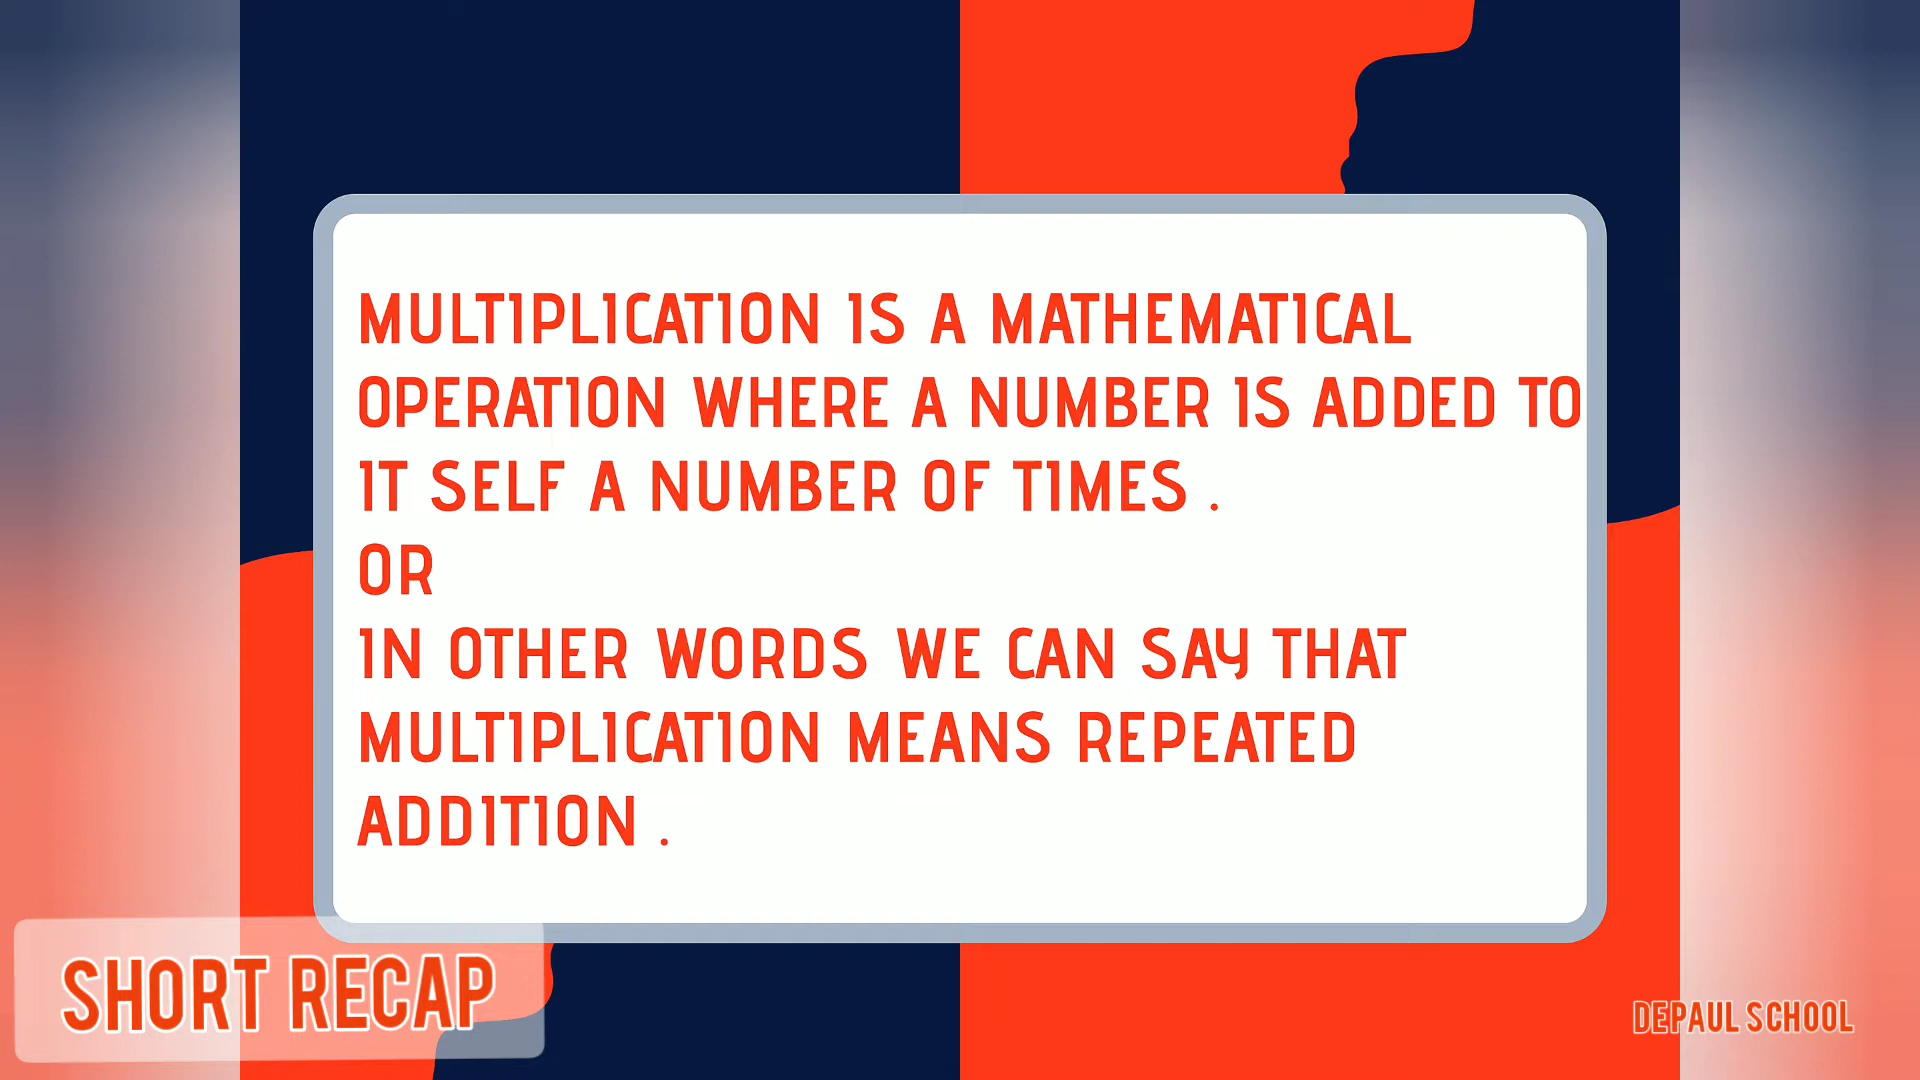 MULTIPLICATION IS A MATHEMATICAL
OPERATION WHERE A NUMBER IS ADDED TO
IT SELF A NUMBER OF TIMES .
OR
IN OTHER WORDS WE CAN SAY THAT
MULTIPLICATION MEANS REPEATED
ADDITION .
SHORT RECAP
DEPAUL SCHOOL